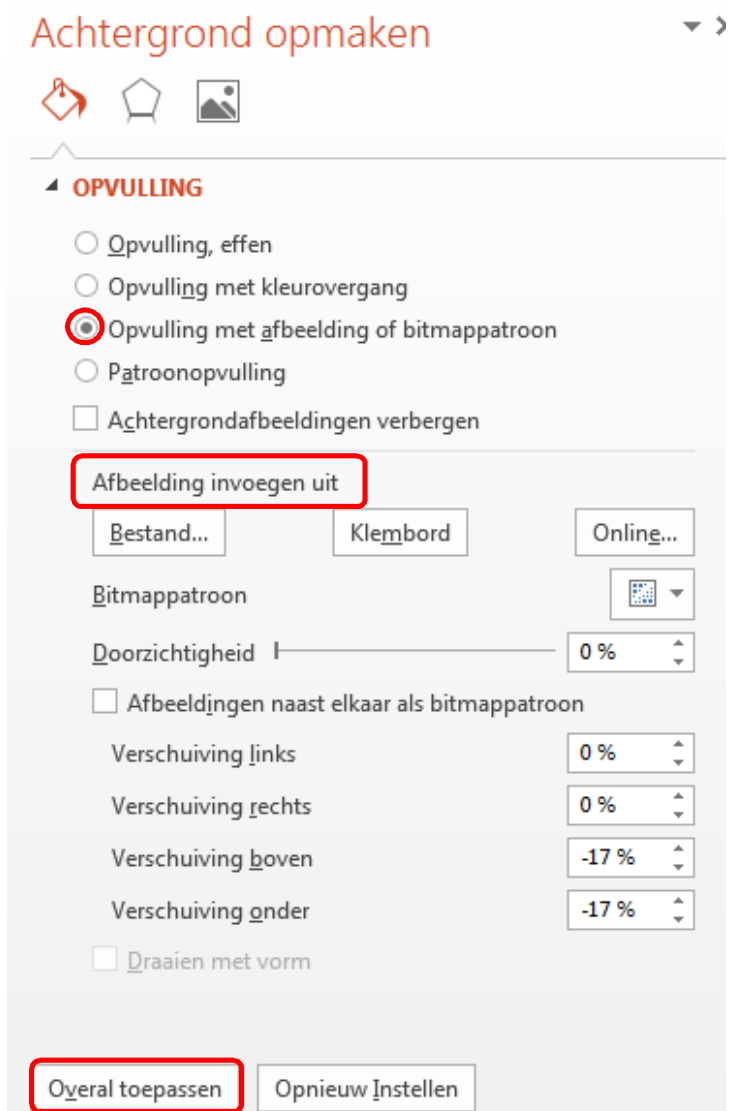 Achtergrond opmaken
OPVULLING
Opvulling, effen
Opvulling met kleurovergang
Opvulling met afbeelding of bitmappatroon
Patroonopvulling
Achtergrondafbeeldingen verbergen
Afbeelding invoegen uit
Bestand... Klembord Online...
Bitmappatroon
Doorzichtigheid 0 %
Afbeeldingen naast elkaar als bitmappatroon
Verschuiving links 0 %
Verschuiving rechts 0 %
Verschuiving boven -17 %
Verschuiving onder -17 %
Draaien met vorm
Overal toepassen Opnieuw Instellen